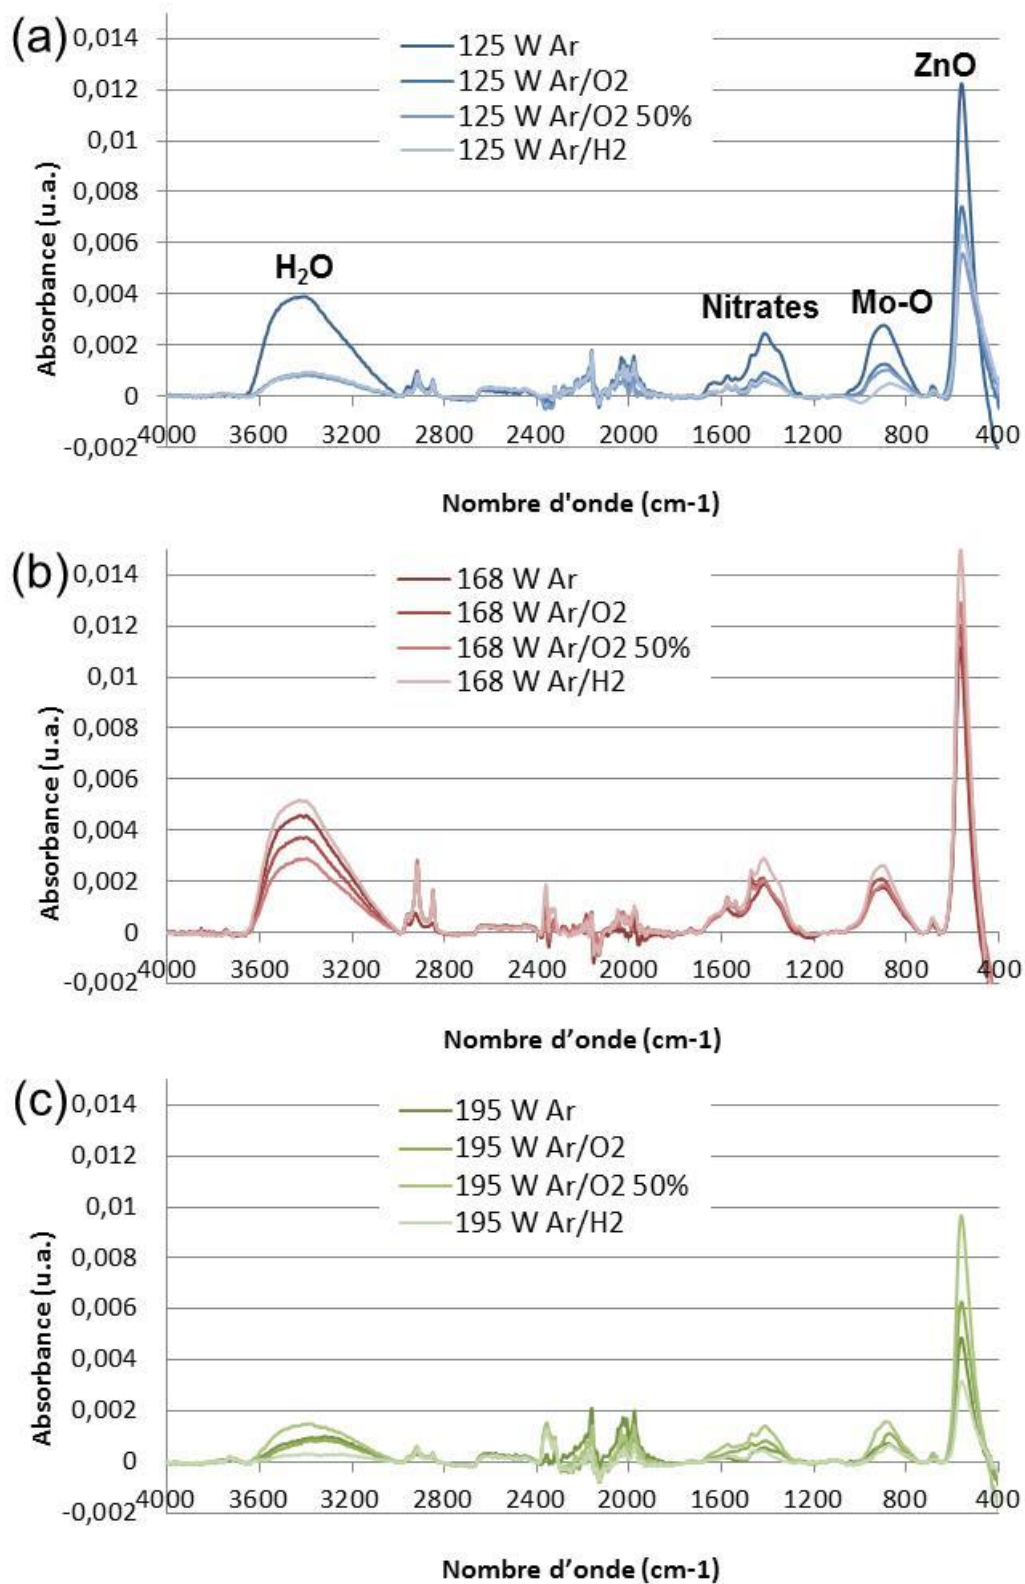 (a)
0,014
0,012
0,01
0,008
0,006
0,004
0,002
0
-0,002
Absorbance (u.a.)
125 W Ar
125 W Ar/O2
125 W Ar/O2 50%
125 W Ar/H2
ZnO
H₂O
Nitrates
Mo-O
4000 3600 3200 2800 2400 2000 1600 1200 800 400
Nombre d'onde (cm-1)
(b)
0,014
0,012
0,01
0,008
0,006
0,004
0,002
0
-0,002
Absorbance (u.a.)
168 W Ar
168 W Ar/O2
168 W Ar/O2 50%
168 W Ar/H2
4000 3600 3200 2800 2400 2000 1600 1200 800 400
Nombre d’onde (cm-1)
(c)
0,014
0,012
0,01
0,008
0,006
0,004
0,002
0
-0,002
Absorbance (u.a.)
195 W Ar
195 W Ar/O2
195 W Ar/O2 50%
195 W Ar/H2
4000 3600 3200 2800 2400 2000 1600 1200 800 400
Nombre d’onde (cm-1)